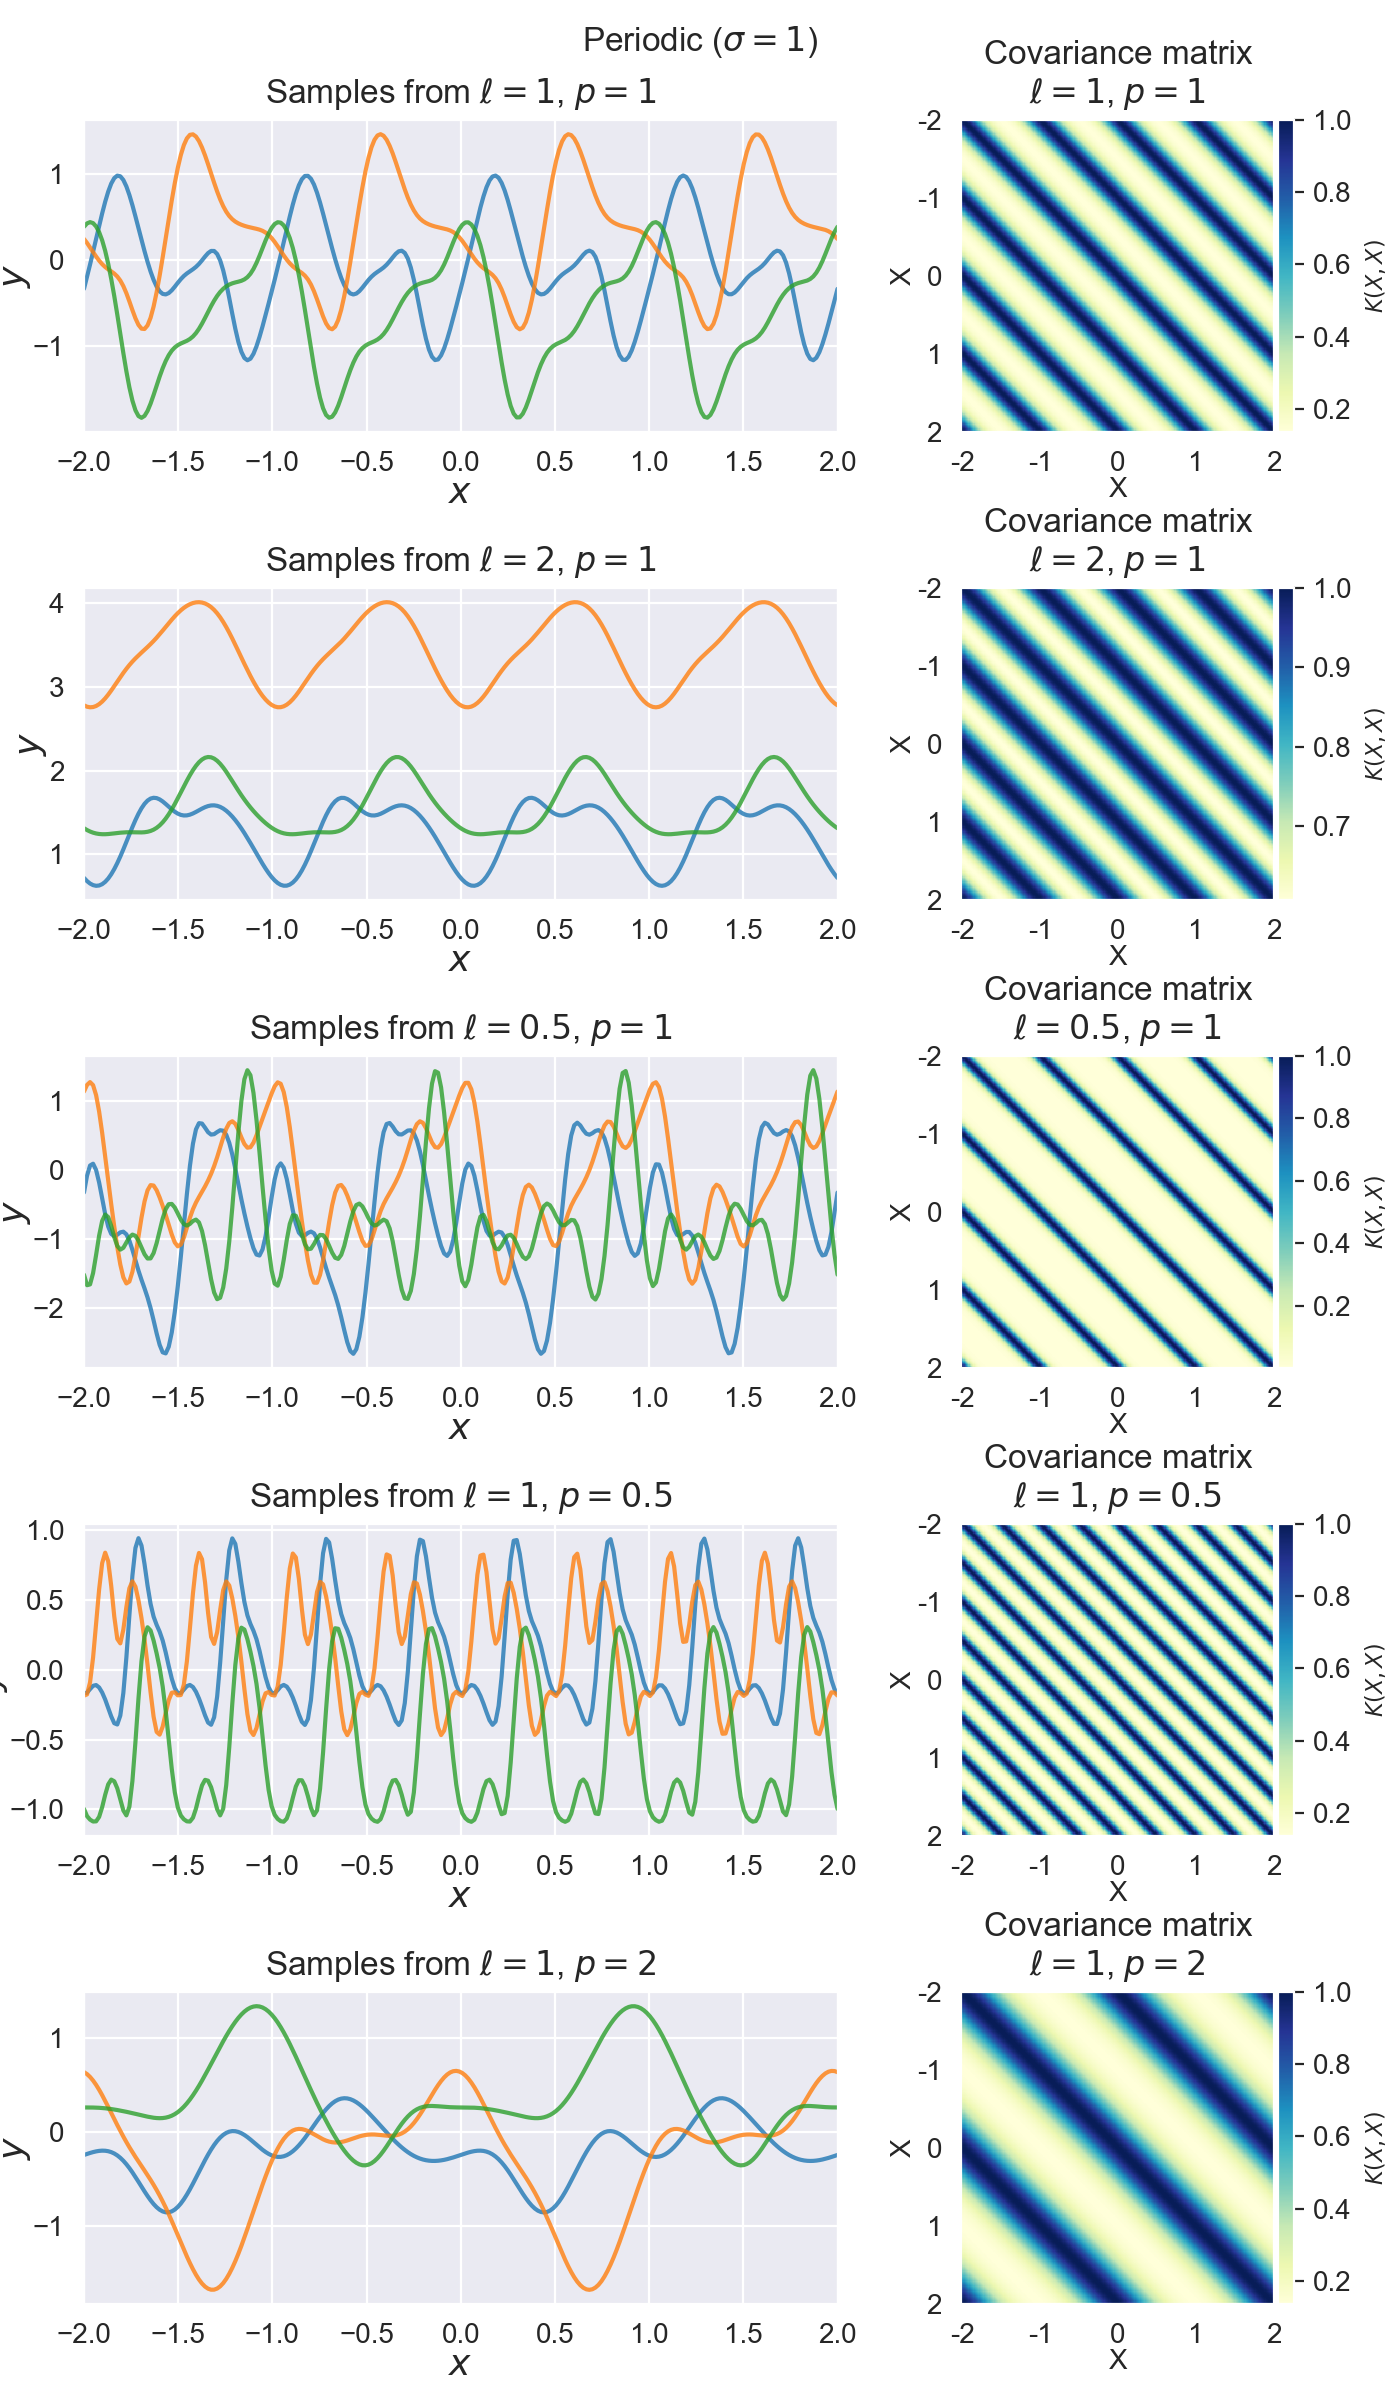 Periodic (σ = 1)
Samples from ℓ = 1, p = 1
Covariance matrix
ℓ = 1, p = 1
1
0
−1
y
−2.0 −1.5 −1.0 −0.5 0.0 0.5 1.0 1.5 2.0
x
-2
-1
0
1
2
X
-2 -1 0 1 2
X
1.0
0.8
0.6
0.4
0.2
K(X, X)
Samples from ℓ = 2, p = 1
Covariance matrix
ℓ = 2, p = 1
4
3
2
1
y
−2.0 −1.5 −1.0 −0.5 0.0 0.5 1.0 1.5 2.0
x
-2
-1
0
1
2
X
-2 -1 0 1 2
X
1.0
0.9
0.8
0.7
K(X, X)
Samples from ℓ = 0.5, p = 1
Covariance matrix
ℓ = 0.5, p = 1
1
0
−1
−2
y
−2.0 −1.5 −1.0 −0.5 0.0 0.5 1.0 1.5 2.0
x
-2
-1
0
1
2
X
-2 -1 0 1 2
X
1.0
0.8
0.6
0.4
0.2
K(X, X)
Samples from ℓ = 1, p = 0.5
Covariance matrix
ℓ = 1, p = 0.5
1.0
0.5
0.0
−0.5
−1.0
−2.0 −1.5 −1.0 −0.5 0.0 0.5 1.0 1.5 2.0
x
-2
-1
0
1
2
X
-2 -1 0 1 2
X
1.0
0.8
0.6
0.4
0.2
K(X, X)
Samples from ℓ = 1, p = 2
Covariance matrix
ℓ = 1, p = 2
1
0
−1
y
−2.0 −1.5 −1.0 −0.5 0.0 0.5 1.0 1.5 2.0
x
-2
-1
0
1
2
X
-2 -1 0 1 2
X
1.0
0.8
0.6
0.4
0.2
K(X, X)